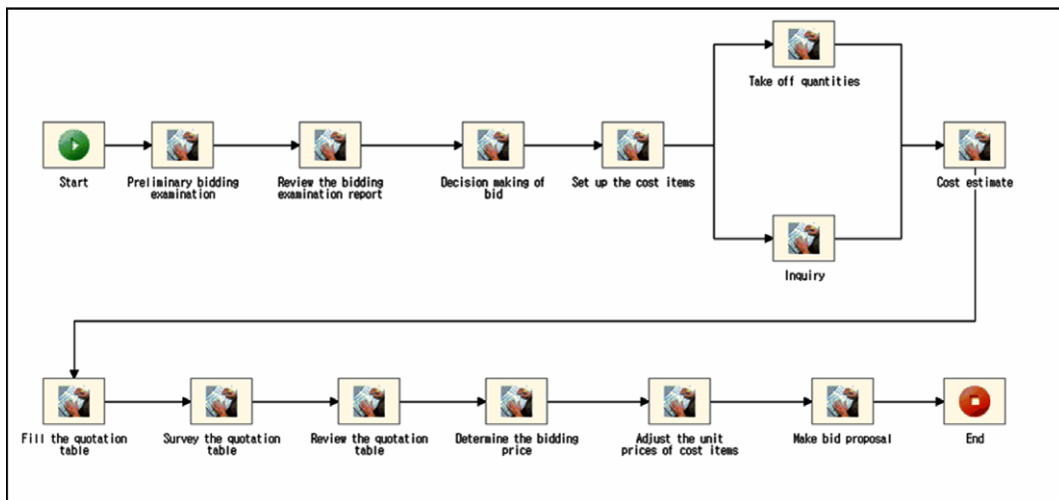 Take off quantities
Start
Preliminary bidding
examination
Review the bidding
examination report
Decision making of
bid
Set up the cost items
Cost estimate
Inquiry
Fill the quotation
table
Survey the quotation
table
Review the quotation
table
Determine the bidding
price
Adjust the unit
prices of cost items
Make bid proposal
End